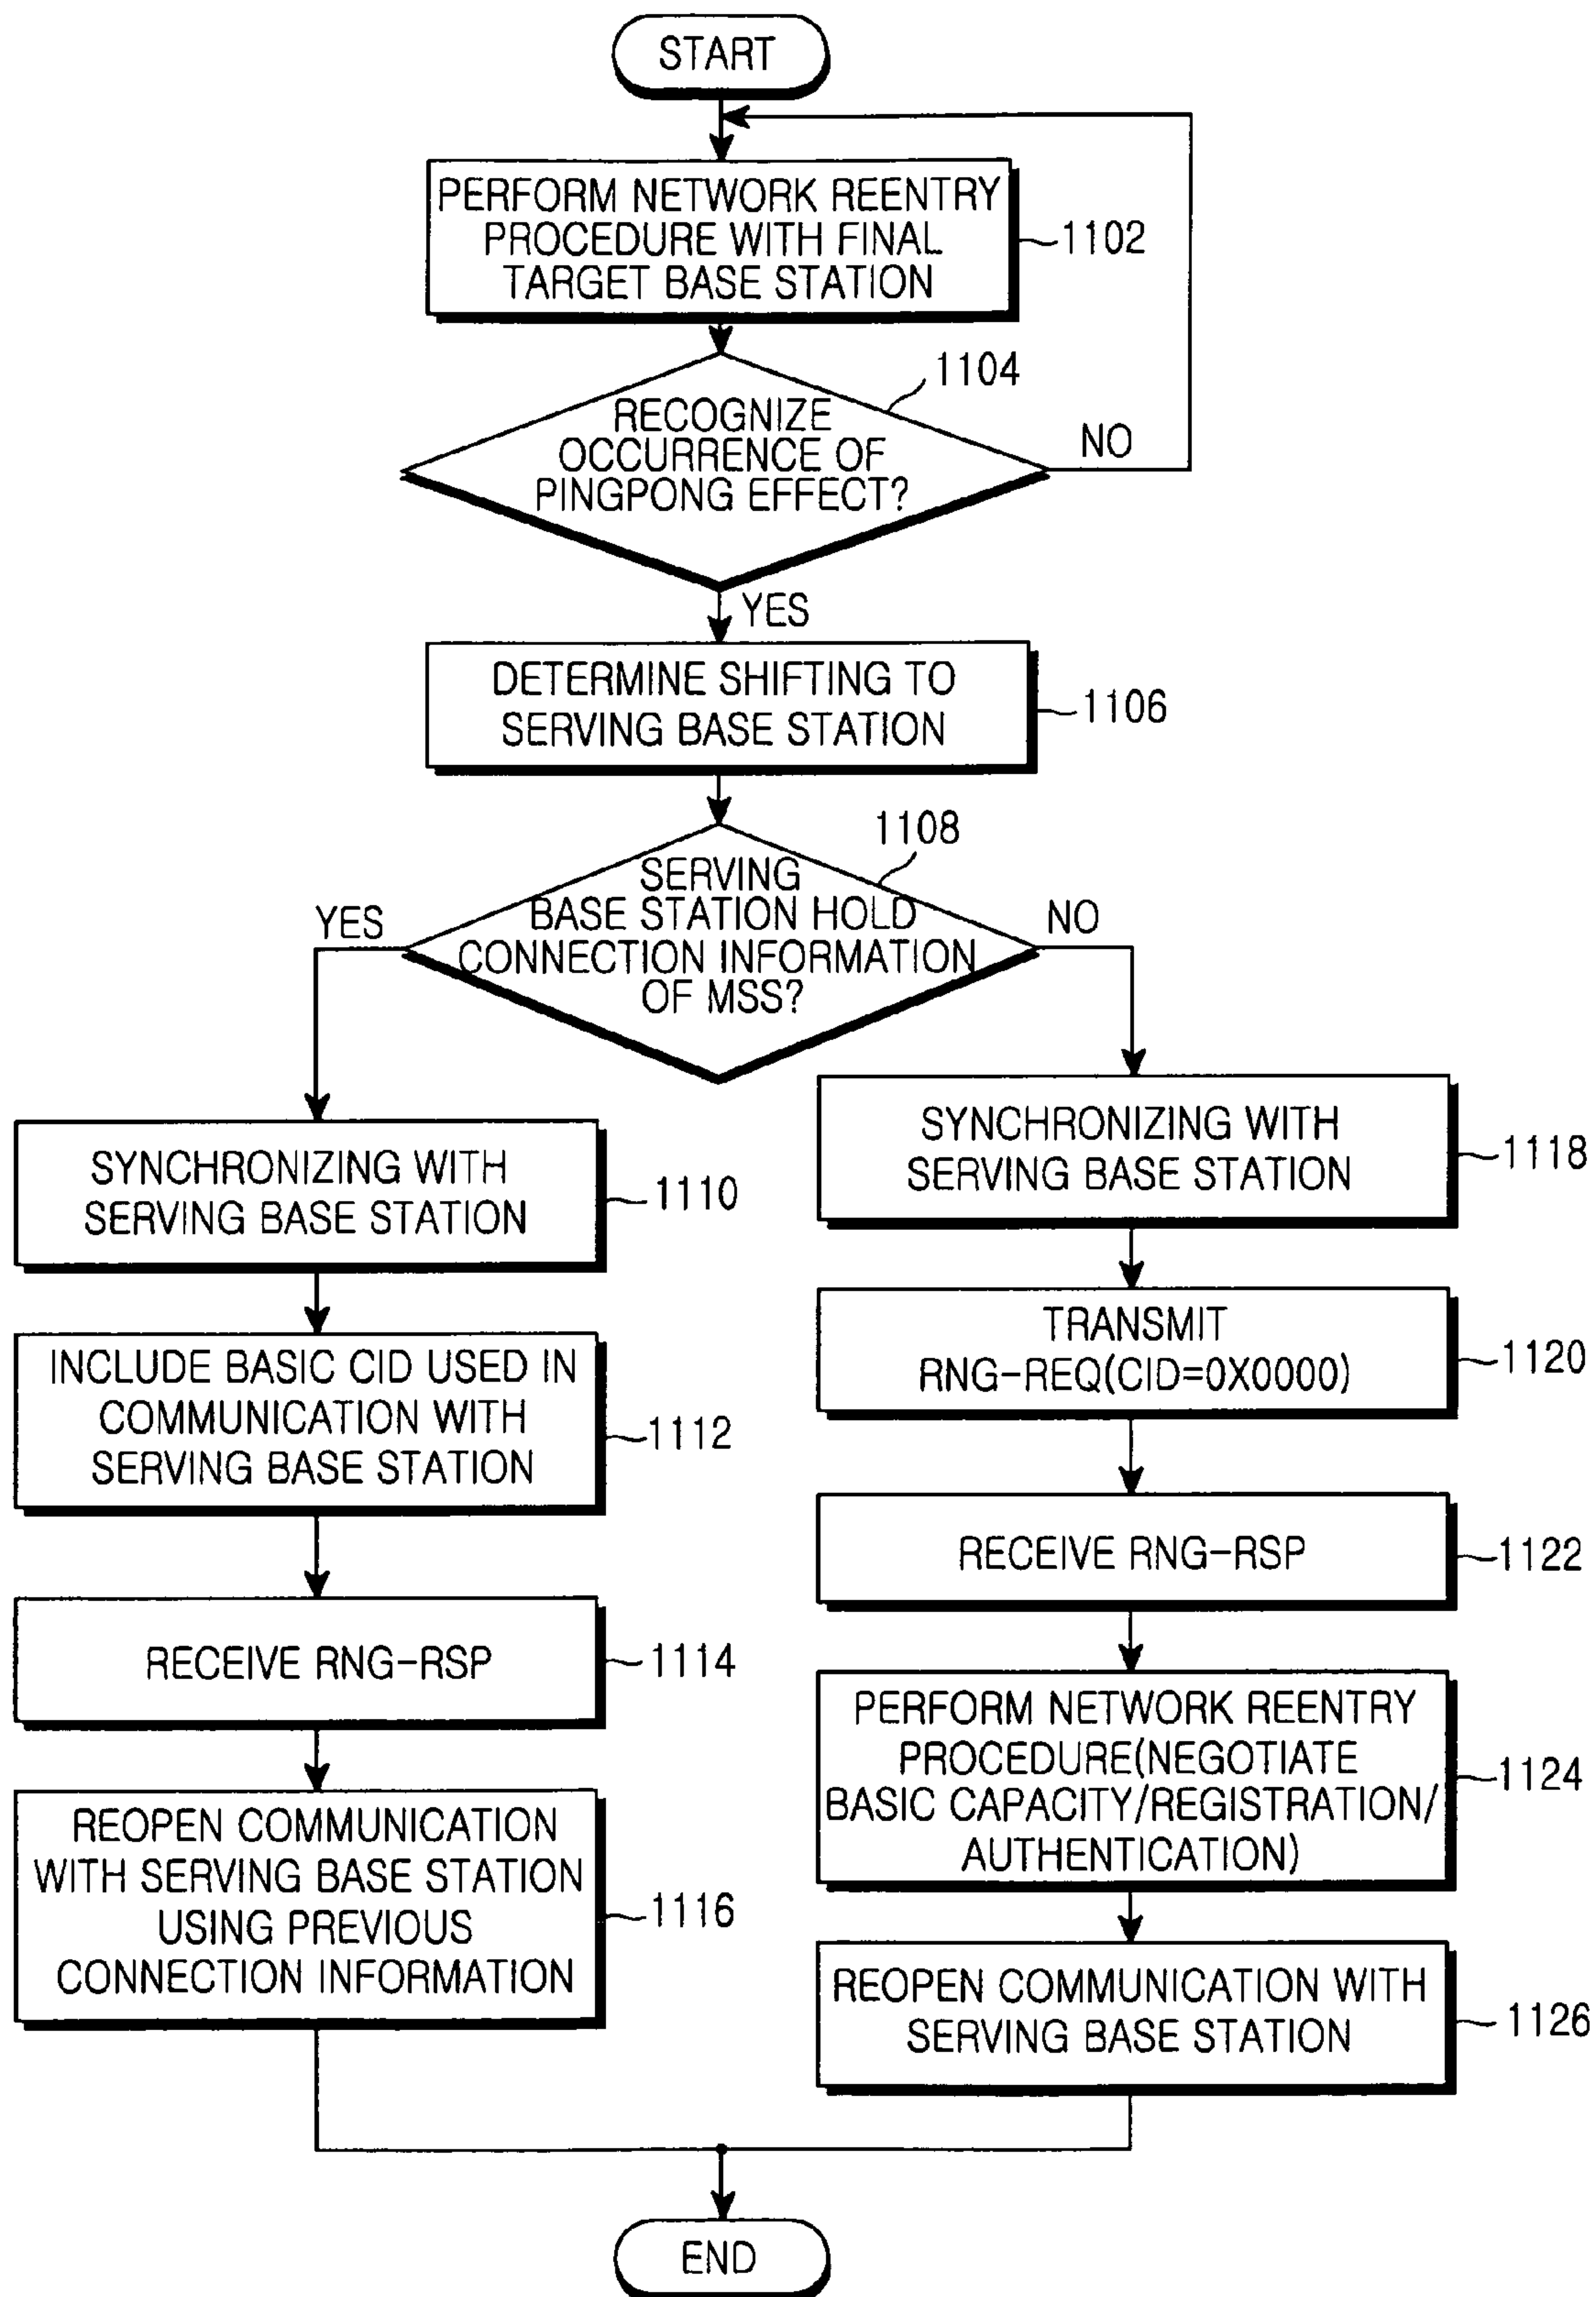 START
PERFORM NETWORK REENTRY
PROCEDURE WITH FINAL
TARGET BASE STATION
1102
1104
RECOGNIZE
OCCURRENCE OF
PINGPONG EFFECT?
NO
YES
DETERMINE SHIFTING TO
SERVING BASE STATION
1106
1108
SERVING
BASE STATION HOLD
CONNECTION INFORMATION
OF MSS?
YES
NO
SYNCHRONIZING WITH
SERVING BASE STATION
1110
INCLUDE BASIC CID USED IN
COMMUNICATION WITH
SERVING BASE STATION
1112
RECEIVE RNG-RSP
1114
REOPEN COMMUNICATION
WITH SERVING BASE STATION
USING PREVIOUS
CONNECTION INFORMATION
1116
SYNCHRONIZING WITH
SERVING BASE STATION
1118
TRANSMIT
RNG-REQ(CID=0X0000)
1120
RECEIVE RNG-RSP
1122
PERFORM NETWORK REENTRY
PROCEDURE(NEGOTIATE
BASIC CAPACITY/REGISTRATION/
AUTHENTICATION)
1124
REOPEN COMMUNICATION WITH
SERVING BASE STATION
1126
END